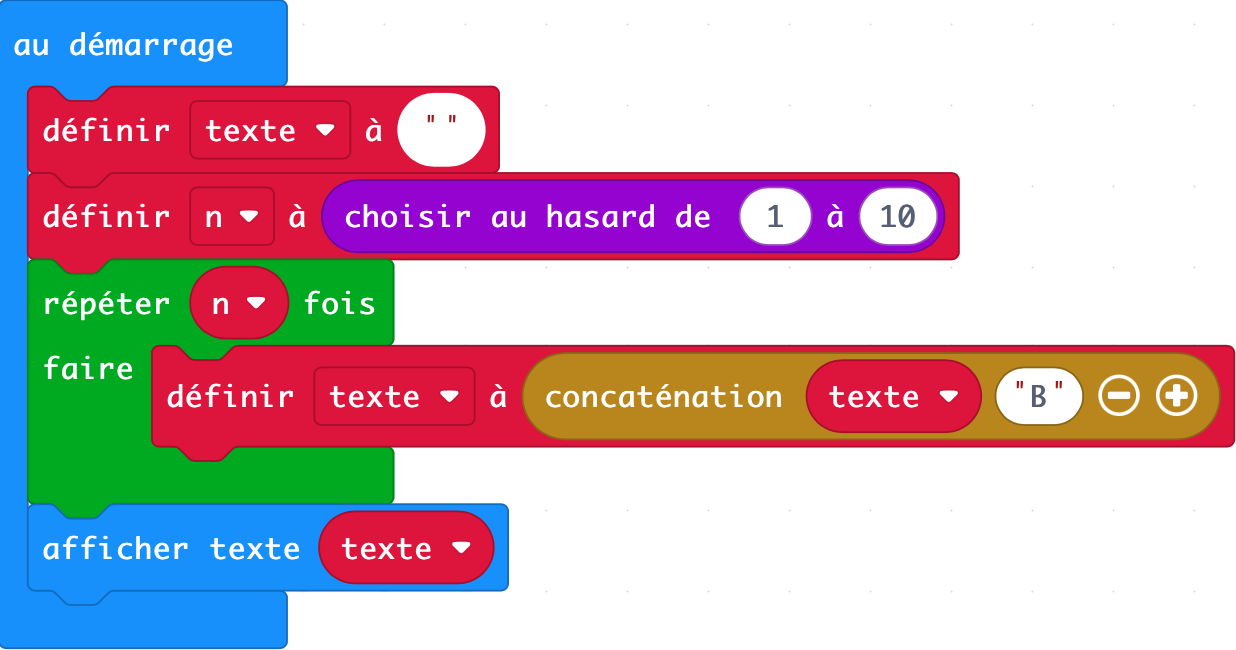 au démarrage
définir texte à " "
définir n à choisir au hasard de 1 à 10
répéter n fois
faire
définir texte à concaténation texte "B"
afficher texte texte